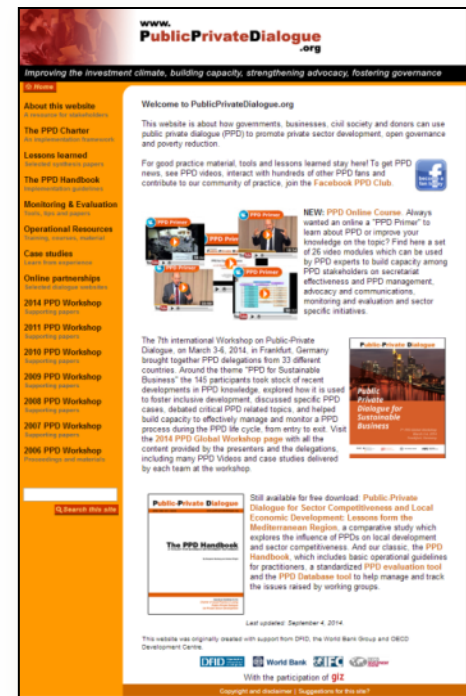 www.
PublicPrivateDialogue
.org
Improving the investment climate, building capacity, strengthening advocacy, fostering governance
Home
About this website
A resource for stakeholders
The PPD Charter
An implementation framework
Lessons learned
Selected synthesis papers
The PPD Handbook
Implementation guidelines
Monitoring & Evaluation
Tools, tips and papers
Operational Resources
Training, courses, material
Case studies
Learn from experience
Online partnerships
Selected dialogue websites
2014 PPD Workshop
Supporting papers
2011 PPD Workshop
Supporting papers
2010 PPD Workshop
Supporting papers
2009 PPD Workshop
Supporting papers
2008 PPD Workshop
Supporting papers
2007 PPD Workshop
Supporting papers
2006 PPD Workshop
Proceedings and materials
Search this site
Welcome to PublicPrivateDialogue.org
This website is about how governments, businesses, civil society and donors can use
public private dialogue (PPD) to promote private sector development, open governance
and poverty reduction.
For good practice material, tools and lessons learned stay here! To get PPD
news, see PPD videos, interact with hundreds of other PPD fans and
contribute to our community of practice, join the Facebook PPD Club.
PPD Primer
PPD Primer
PPD Primer
PPD Primer
NEW: PPD Online Course. Always
wanted an online a "PPD Primer" to
learn about PPD or improve your
knowledge on the topic? Find here a set
of 26 video modules which can be used
by PPD experts to build capacity among
PPD stakeholders on secretariat
effectiveness and PPD management,
advocacy and communications,
monitoring and evaluation and sector
specific initiatives.
The 7th international Workshop on Public-Private
Dialogue, on March 3-6, 2014, in Frankfurt, Germany
brought together PPD delegations from 33 different
countries. Around the theme "PPD for Sustainable
Business" the 145 participants took stock of recent
developments in PPD knowledge, explored how it is used
to foster inclusive development, discussed specific PPD
cases, debated critical PPD related topics, and helped
build capacity to effectively manage and monitor a PPD
process during the PPD life cycle, from entry to exit. Visit
the 2014 PPD Global Workshop page with all the
content provided by the presenters and the delegations,
including many PPD Videos and case studies delivered
by each team at the workshop.
Public-Private Dialogue
Public
Private
Dialogue for
Sustainable
Business
Public-Private Dialogue
The PPD Handbook
Still available for free download: Public-Private
Dialogue for Sector Competitiveness and Local
Economic Development: Lessons form the
Mediterranean Region, a comparative study which
explores the influence of PPDs on local development
and sector competitiveness. And our classic, the PPD
Handbook, which includes basic operational guidelines
for practitioners, a standardized PPD evaluation tool
and the PPD Database tool to help manage and track
the issues raised by working groups.
Last updated: September 4, 2014.
This website was originally created with support from DFID, the World Bank Group and OECD
Development Centre.
DFID
World Bank
IFC
With the participation of giz
Copyright and disclaimer | Suggestions for this site?